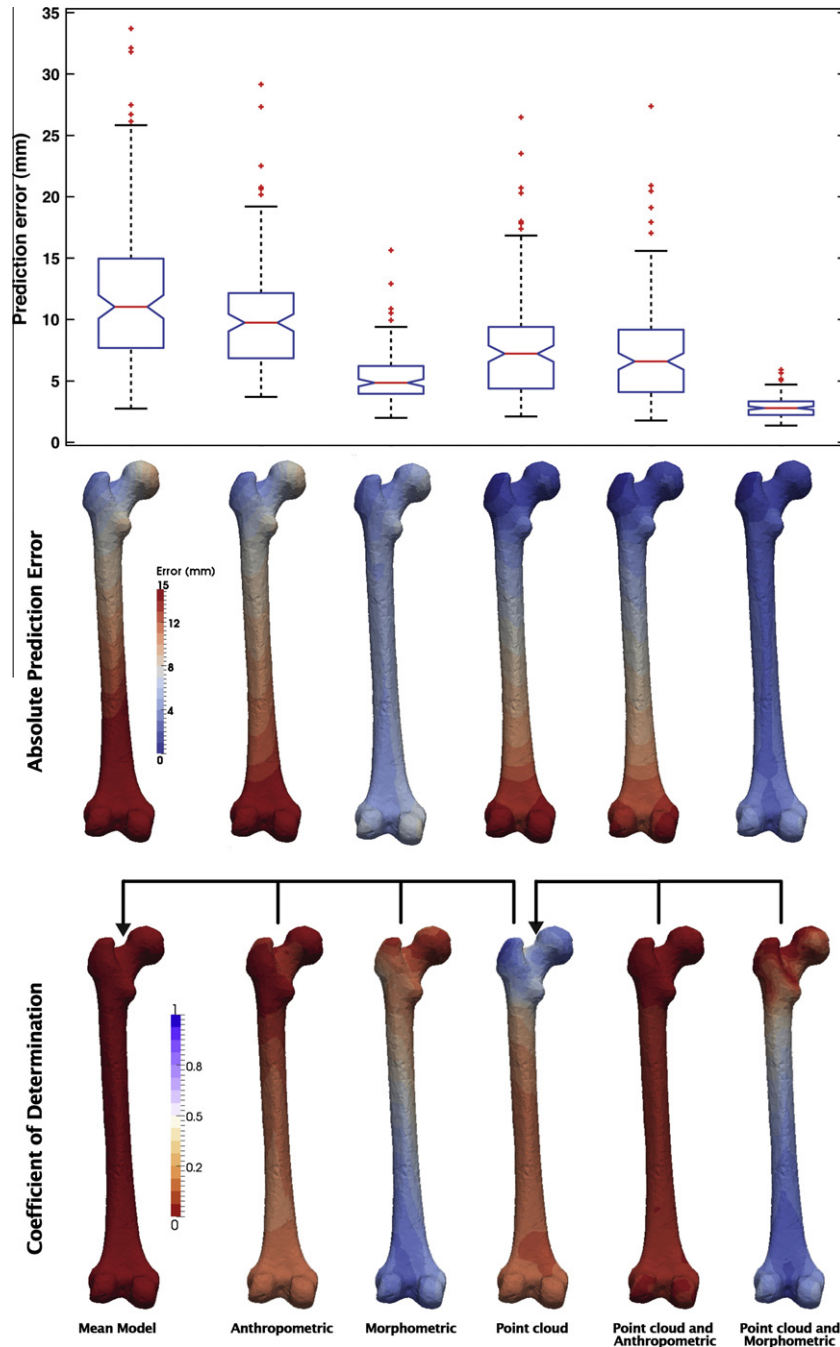 35
30
25
20
15
10
5
0
Prediction error (mm)
Absolute Prediction Error
Error (mm)
15
12
8
4
0
Coefficient of Determination
1
0.8
0.5
0.2
0
Mean Model
Anthropometric
Morphometric
Point cloud
Point cloud and
Anthropometric
Point cloud and
Morphometric